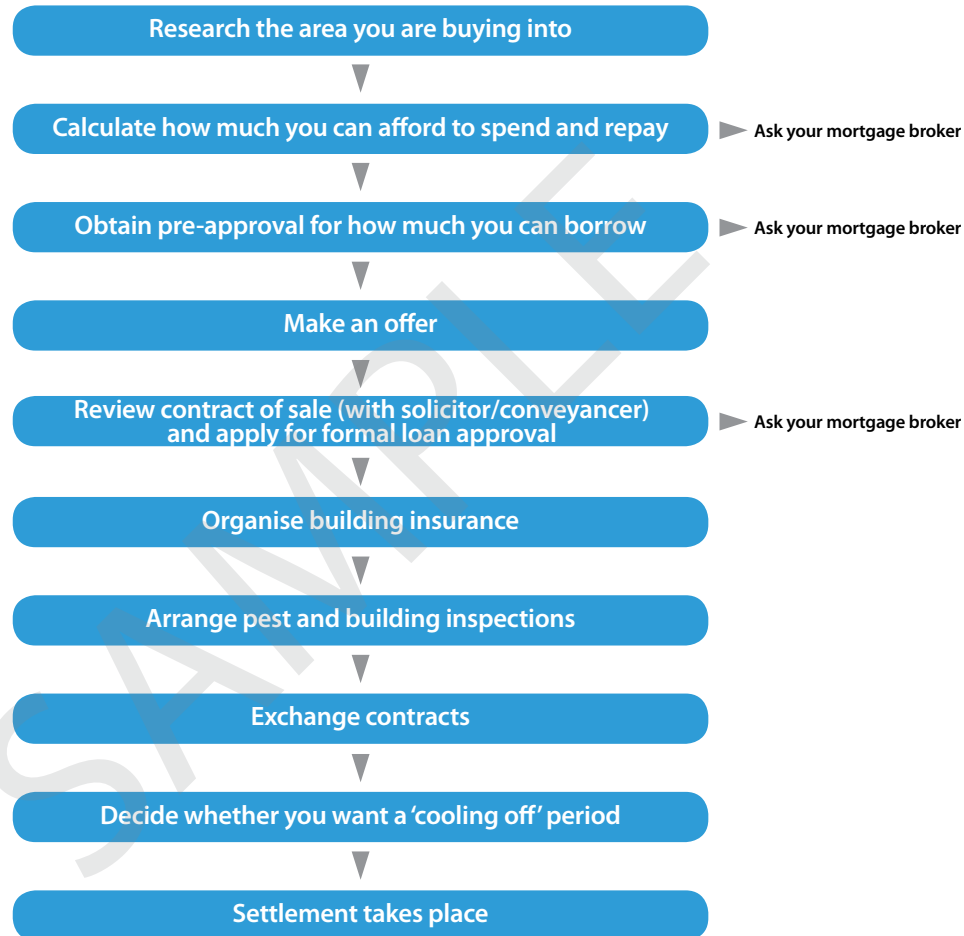 Research the area you are buying into
Calculate how much you can afford to spend and repay
Ask your mortgage broker
Obtain pre-approval for how much you can borrow
Ask your mortgage broker
Make an offer
Review contract of sale (with solicitor/conveyancer)
and apply for formal loan approval
Ask your mortgage broker
Organise building insurance
Arrange pest and building inspections
Exchange contracts
Decide whether you want a ‘cooling off’ period
Settlement takes place
SAMPLE